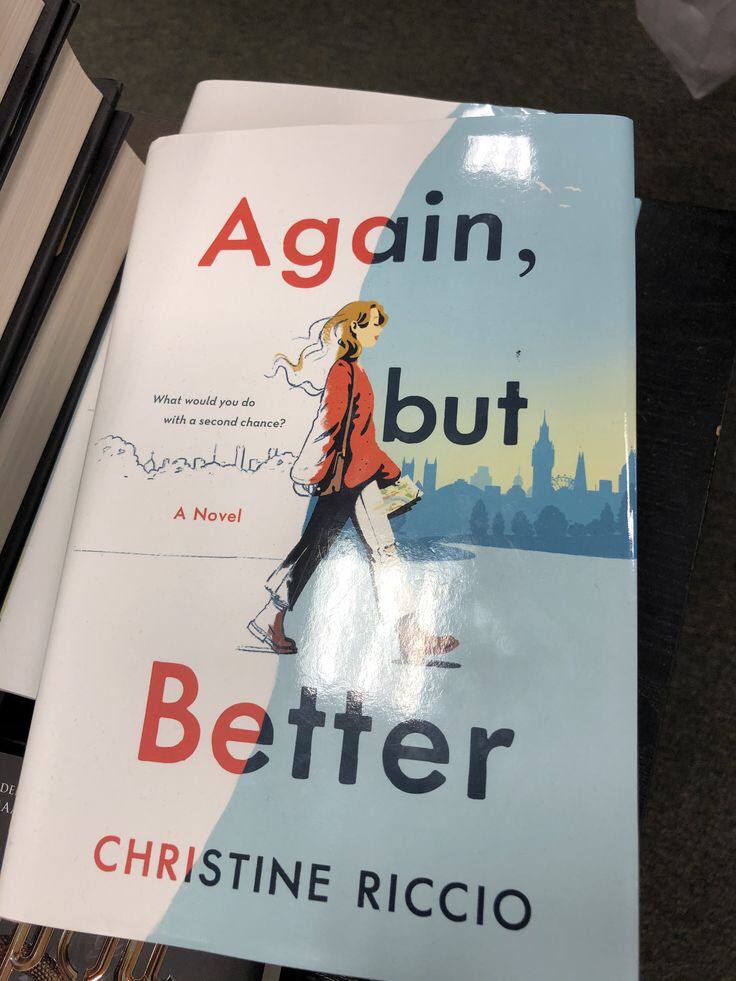 Again,
but
What would you do
with a second chance?
A Novel
Better
CHRISTINE RICCIO